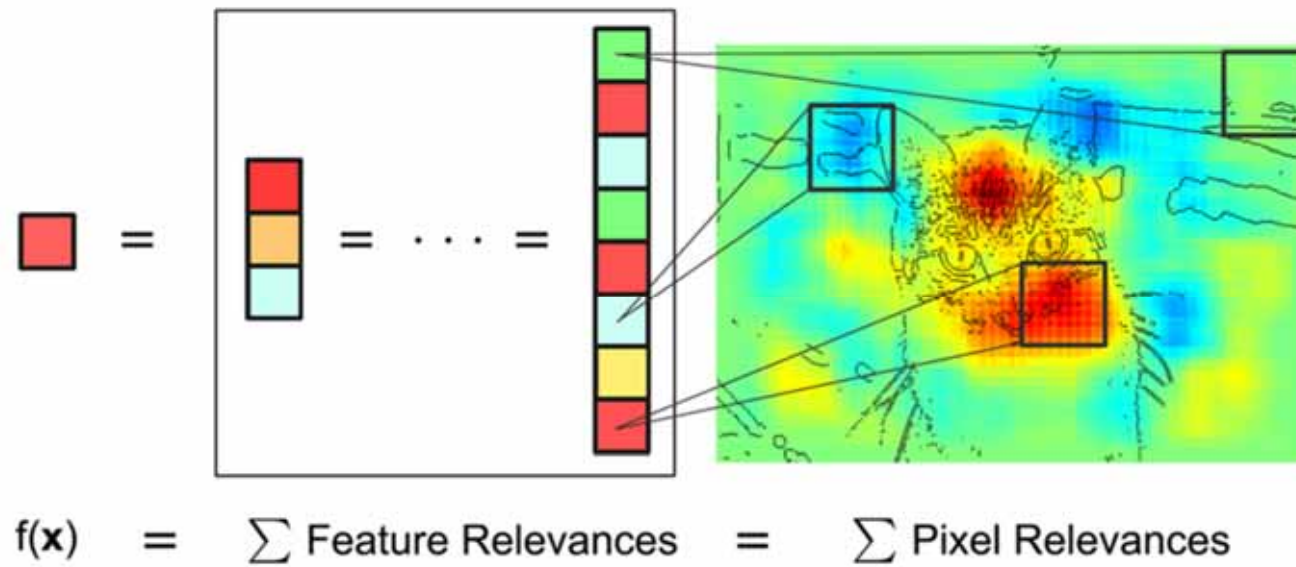 = = · · · =
f(x) = ∑ Feature Relevances = ∑ Pixel Relevances